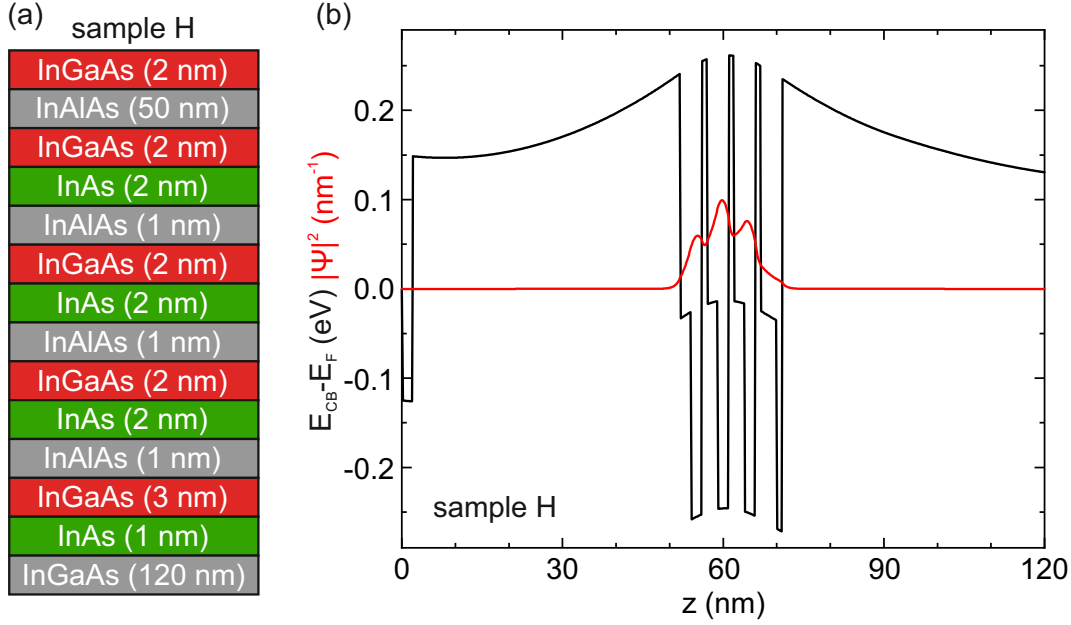 (a)
sample H
InGaAs (2 nm)
InAlAs (50 nm)
InGaAs (2 nm)
InAs (2 nm)
InAlAs (1 nm)
InGaAs (2 nm)
InAs (2 nm)
InAlAs (1 nm)
InGaAs (2 nm)
InAs (2 nm)
InAlAs (1 nm)
InGaAs (3 nm)
InAs (1 nm)
InGaAs (120 nm)
(b)
E_CB-E_F (eV) |Ψ|² (nm⁻¹)
0.2
0.1
0.0
-0.1
-0.2
sample H
0 30 60 90 120
z (nm)